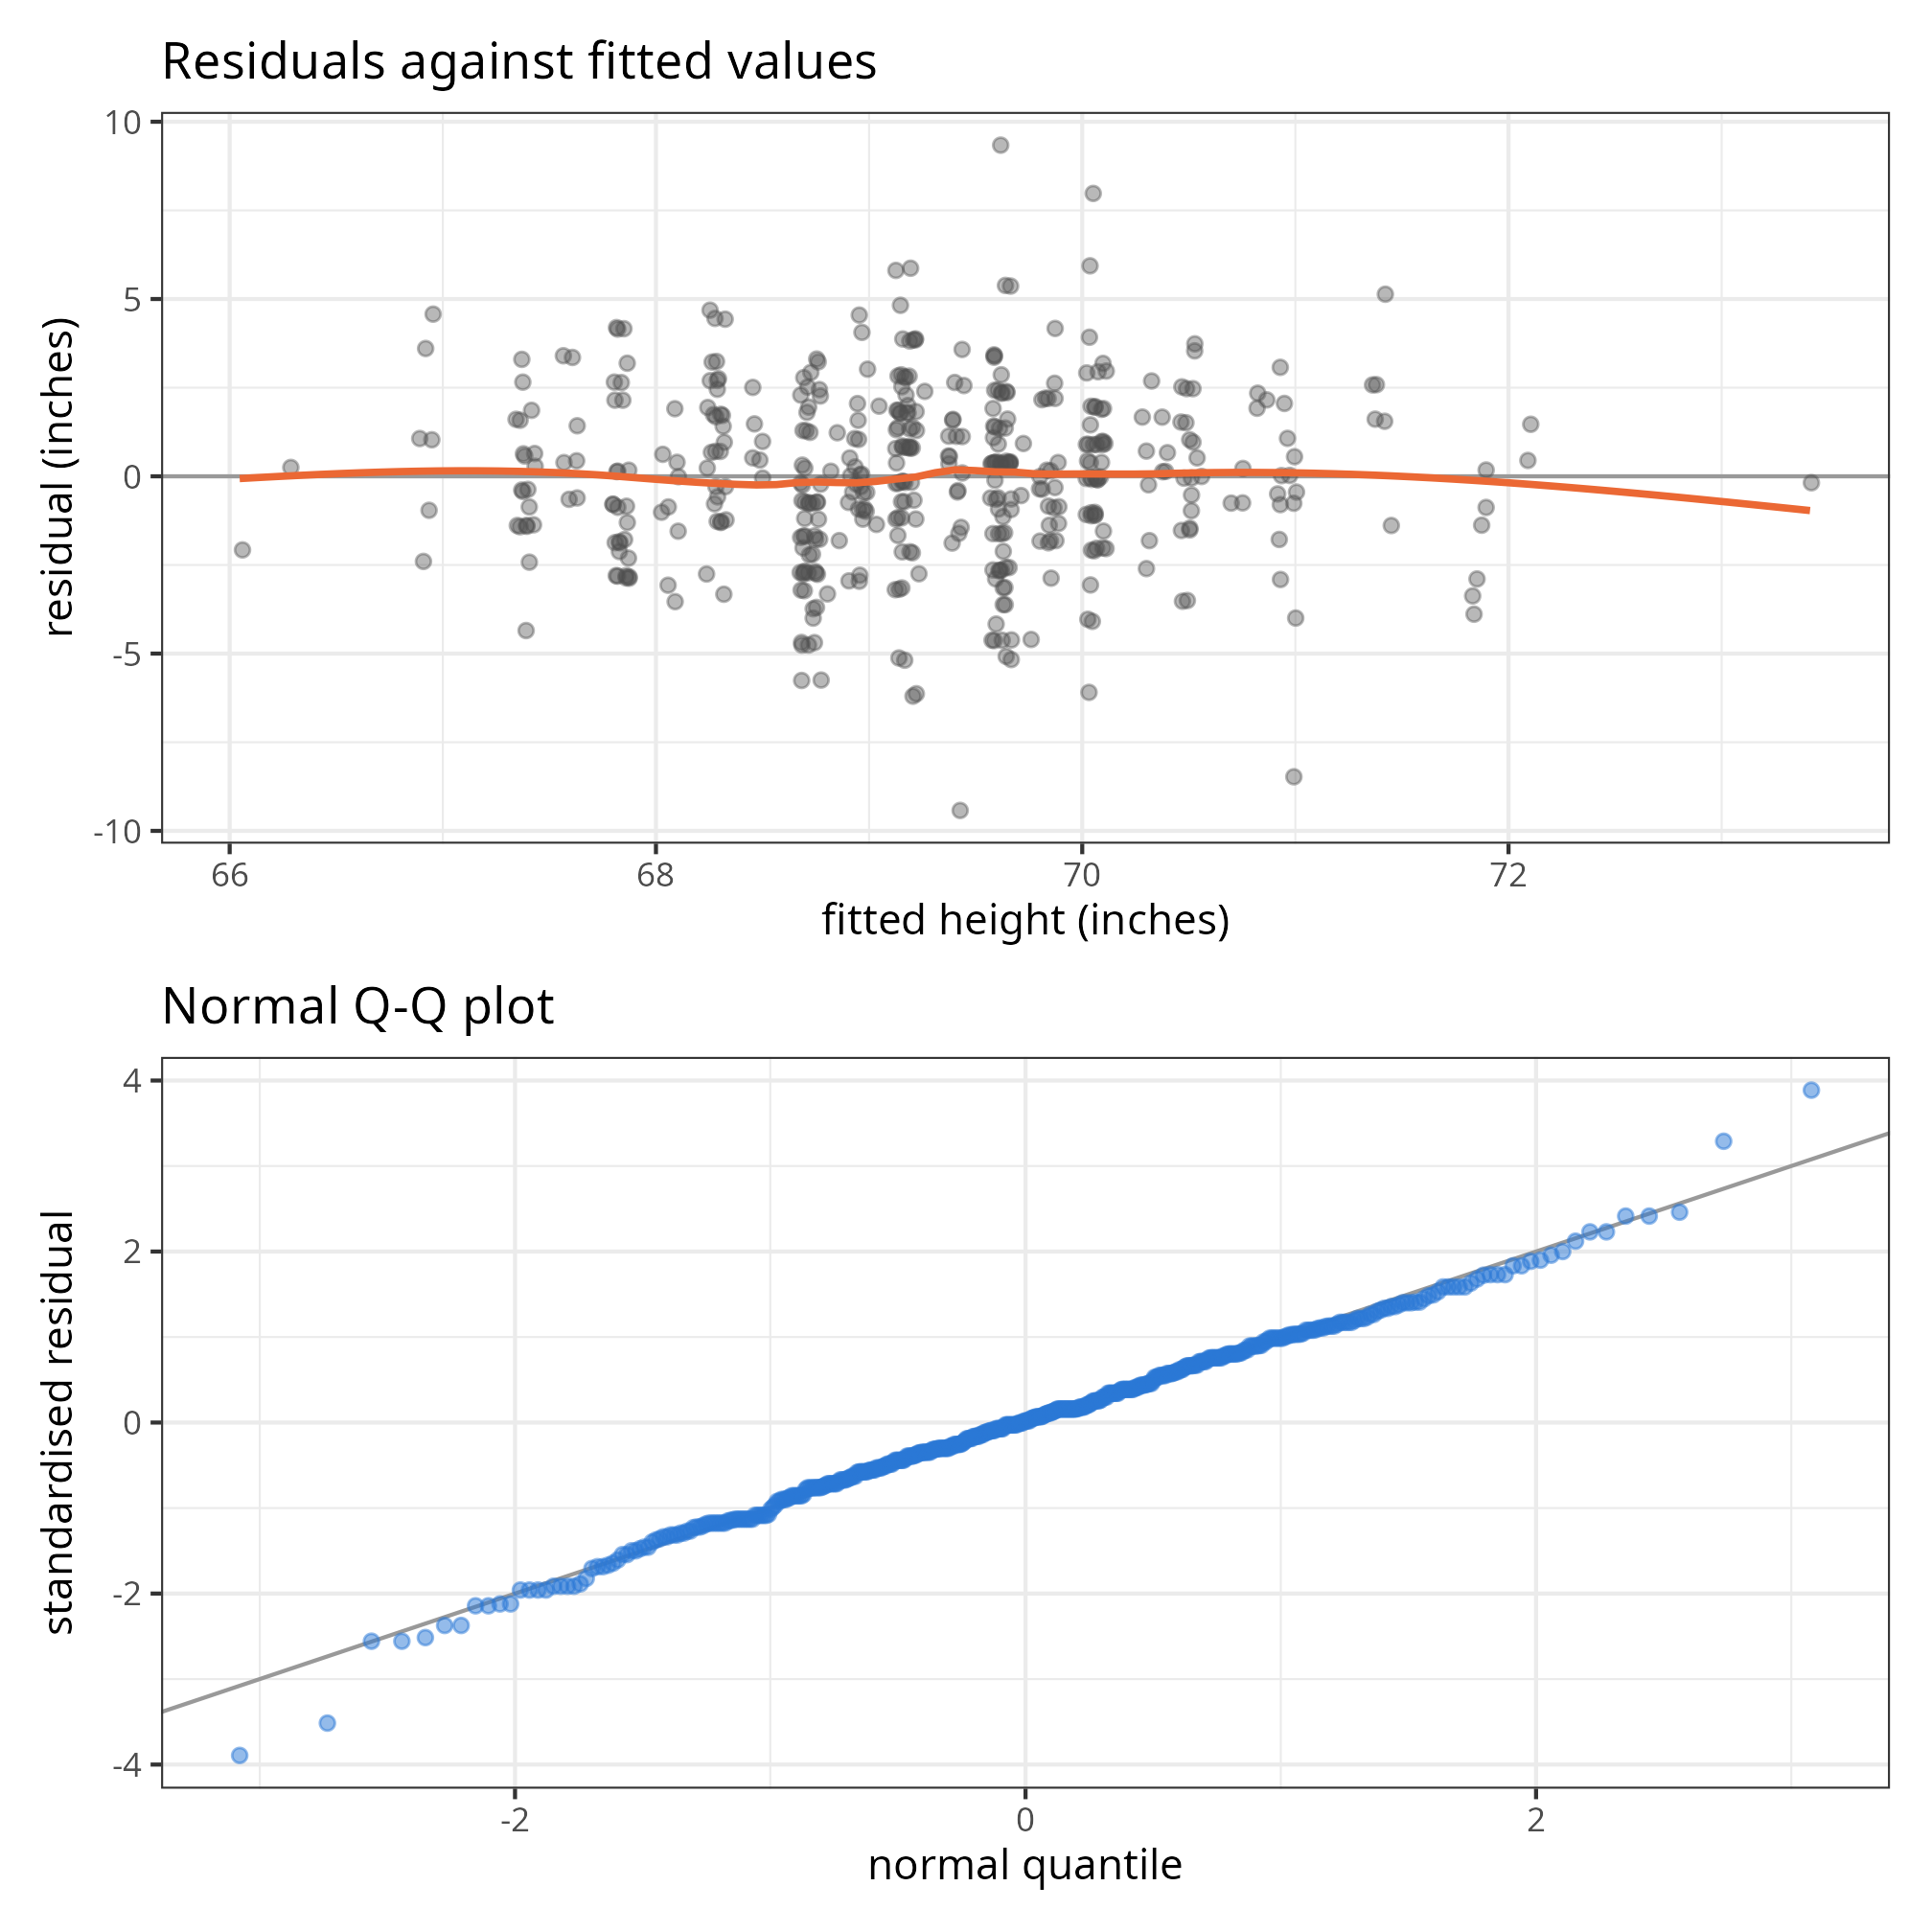 Residuals against fitted values
10
5
0
-5
-10
residual (inches)
66 68 70 72
fitted height (inches)
Normal Q-Q plot
4
2
0
-2
-4
standardised residual
-2 0 2
normal quantile